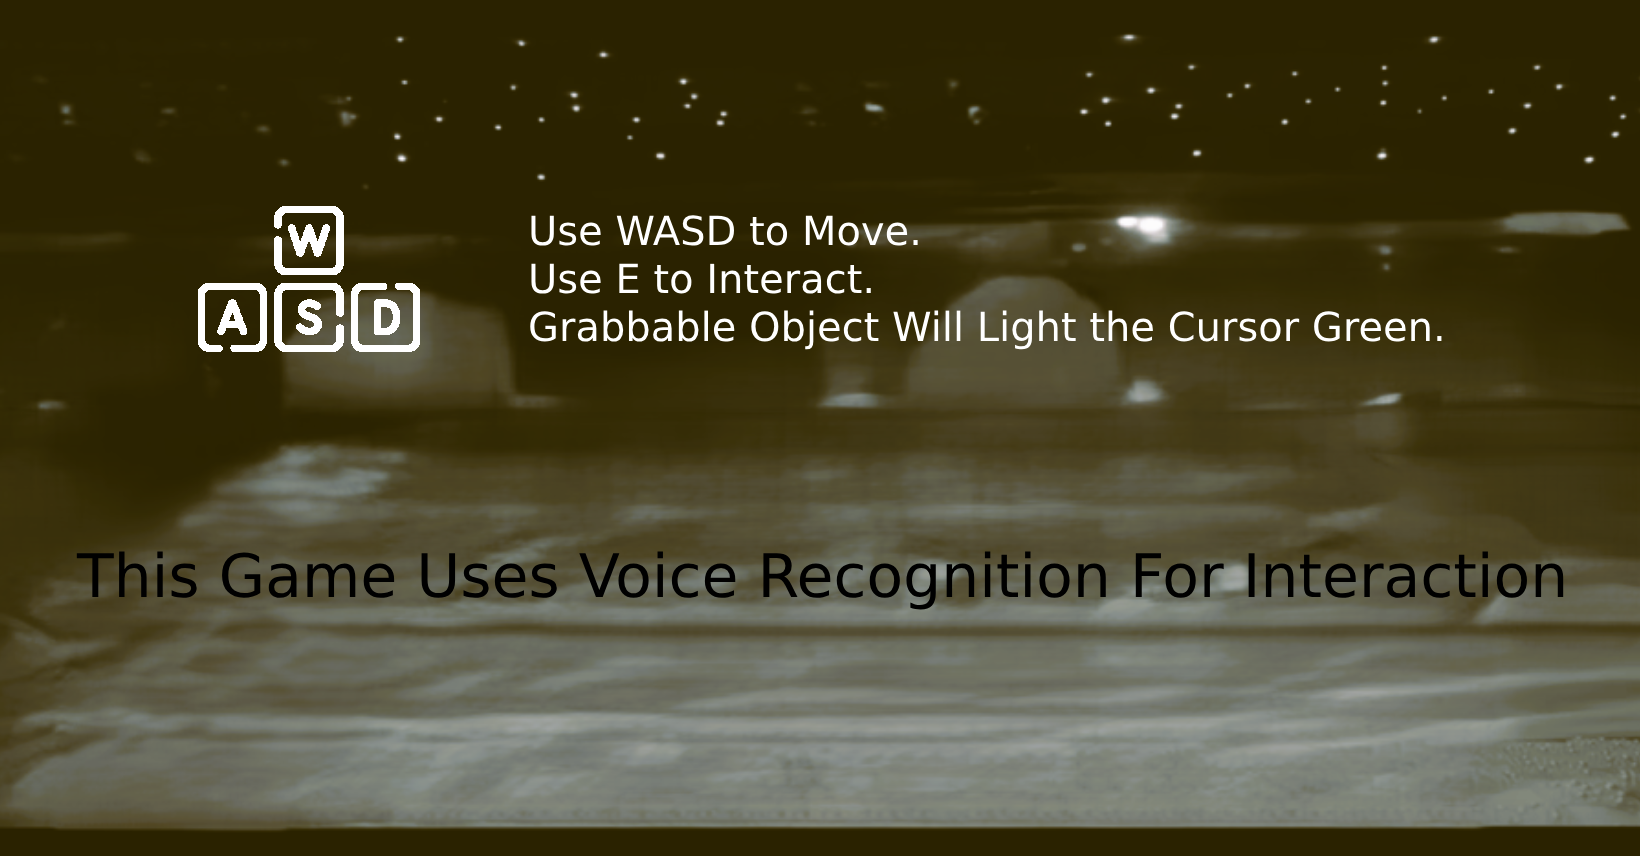 W
A S D
Use WASD to Move.
Use E to Interact.
Grabbable Object Will Light the Cursor Green.
This Game Uses Voice Recognition For Interaction